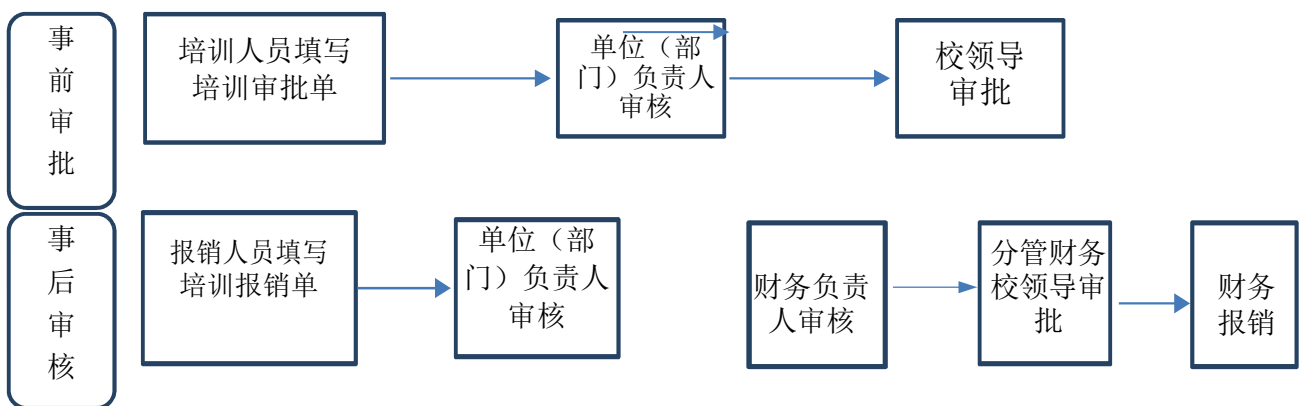 事
前
审
批
培训人员填写
培训审批单
单位（部
门）负责人
审核
校领导
审批
事
后
审
核
报销人员填写
培训报销单
单位（部
门）负责人
审核
财务负责
人审核
分管财务
校领导审
批
财务
报销